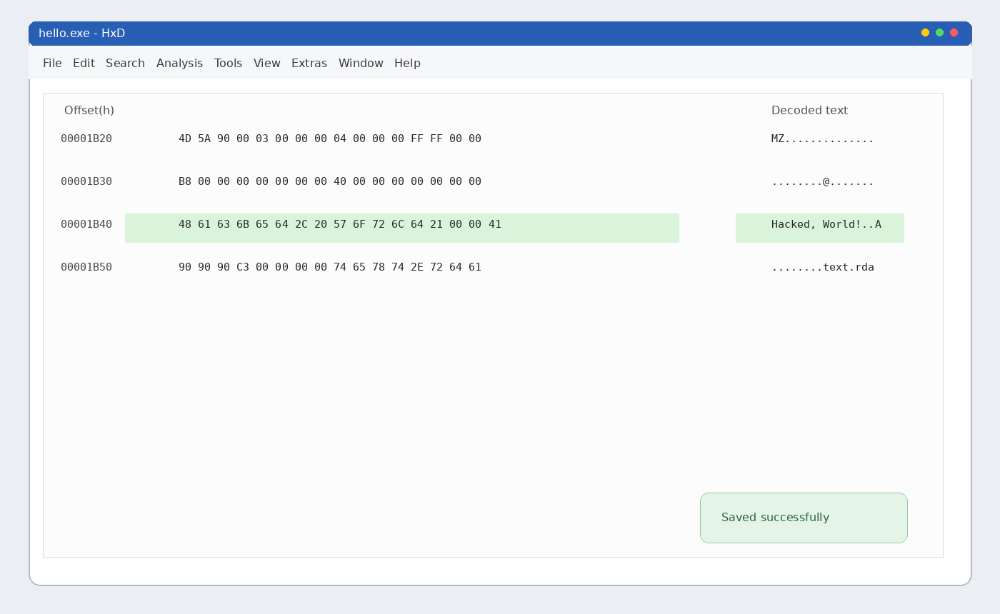 hello.exe - HxD
File Edit Search Analysis Tools View Extras Window Help
Offset(h) Decoded text
00001B20 4D 5A 90 00 03 00 00 00 04 00 00 00 FF FF 00 00 MZ..............
00001B30 B8 00 00 00 00 00 00 00 40 00 00 00 00 00 00 00 ........@.......
00001B40 48 61 63 6B 65 64 2C 20 57 6F 72 6C 64 21 00 00 41 Hacked, World!..A
00001B50 90 90 90 C3 00 00 00 00 74 65 78 74 2E 72 64 61 ........text.rda
Saved successfully